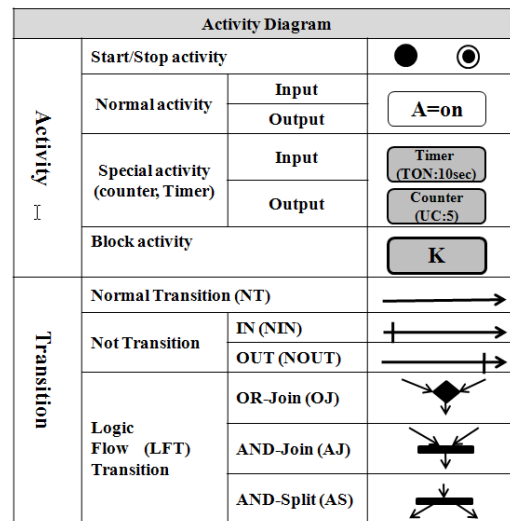 Activity Diagram
Activity
Start/Stop activity
Normal activity
Input
Output
A=on
Special activity
(counter, Timer)
Input
Output
Timer
(TON:10sec)
Counter
(UC:5)
Block activity
K
Transition
Normal Transition (NT)
Not Transition
IN (NIN)
OUT (NOUT)
Logic
Flow (LFT)
Transition
OR-Join (OJ)
AND-Join (AJ)
AND-Split (AS)